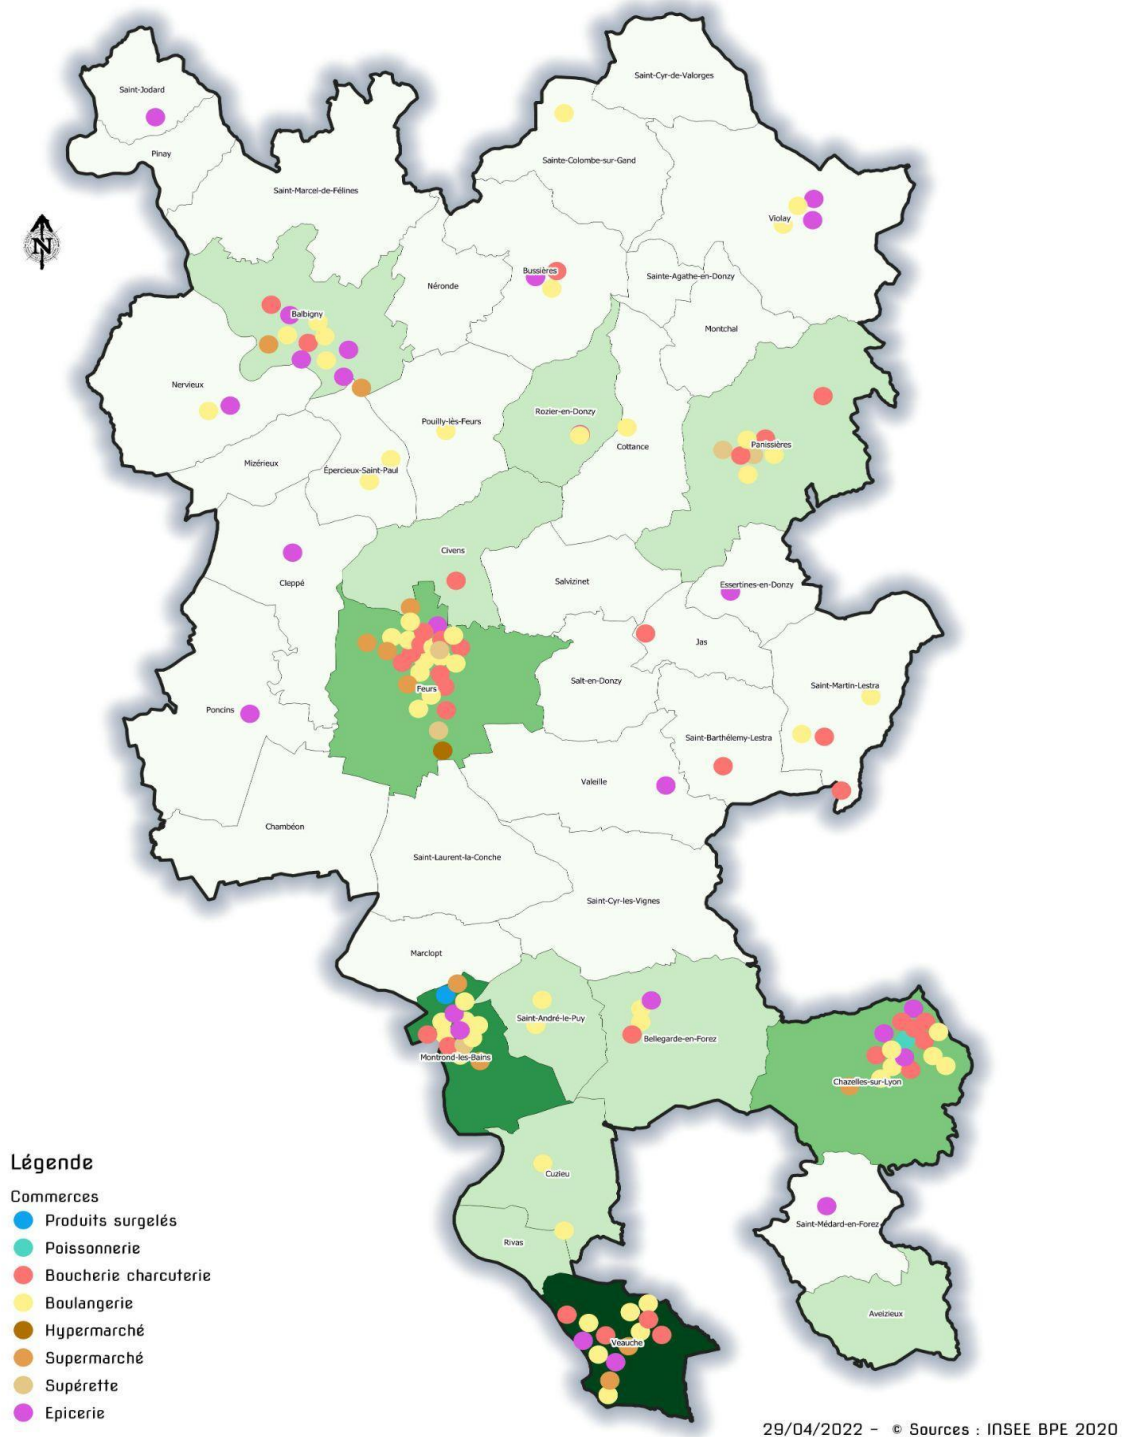 Saint-Cyr-de-Valorges
Saint-Jodard
Pinay
Sainte-Colombe-sur-Gand
Saint-Marcel-de-Félines
Violay
Bussières
Sainte-Agathe-en-Donzy
Néronde
N
Balbigny
Montchal
Nervieux
Rozier-en-Donzy
Pouilly-lès-Feurs
Cottance
Panissières
Mizérieux
Épercieux-Saint-Paul
Civens
Cleppé
Salvizinet
Essertines-en-Donzy
Jas
Salt-en-Donzy
Saint-Martin-Lestra
Feurs
Poncins
Saint-Barthélemy-Lestra
Valeille
Chambéon
Saint-Laurent-la-Conche
Saint-Cyr-les-Vignes
Marclopt
Saint-André-le-Puy
Bellegarde-en-Forez
Montrond-les-Bains
Chazelles-sur-Lyon
Cuzieu
Saint-Médard-en-Forez
Rivas
Aveizieux
Veauche
Légende
Commerces
Produits surgelés
Poissonnerie
Boucherie charcuterie
Boulangerie
Hypermarché
Supermarché
Supérette
Epicerie
29/04/2022 - © Sources : INSEE BPE 2020